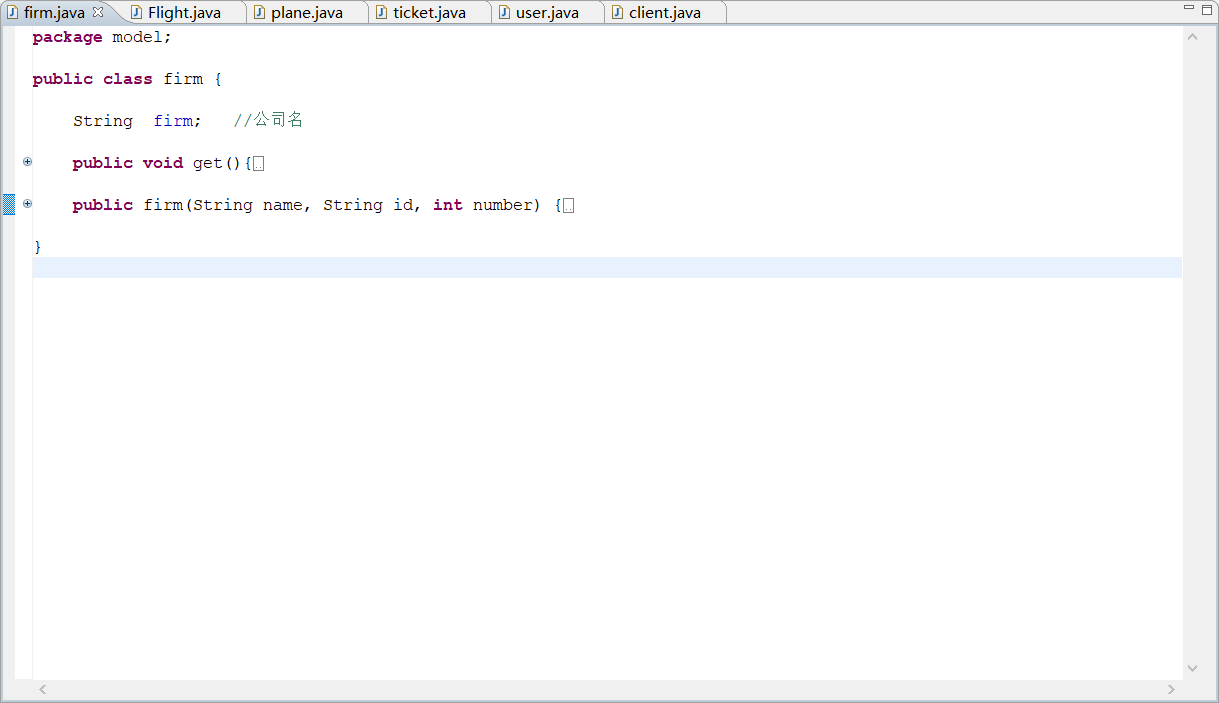 firm.java Flight.java plane.java ticket.java user.java client.java
package model;
public class firm {
String firm; //公司名
public void get(){
public firm(String name, String id, int number) {
}